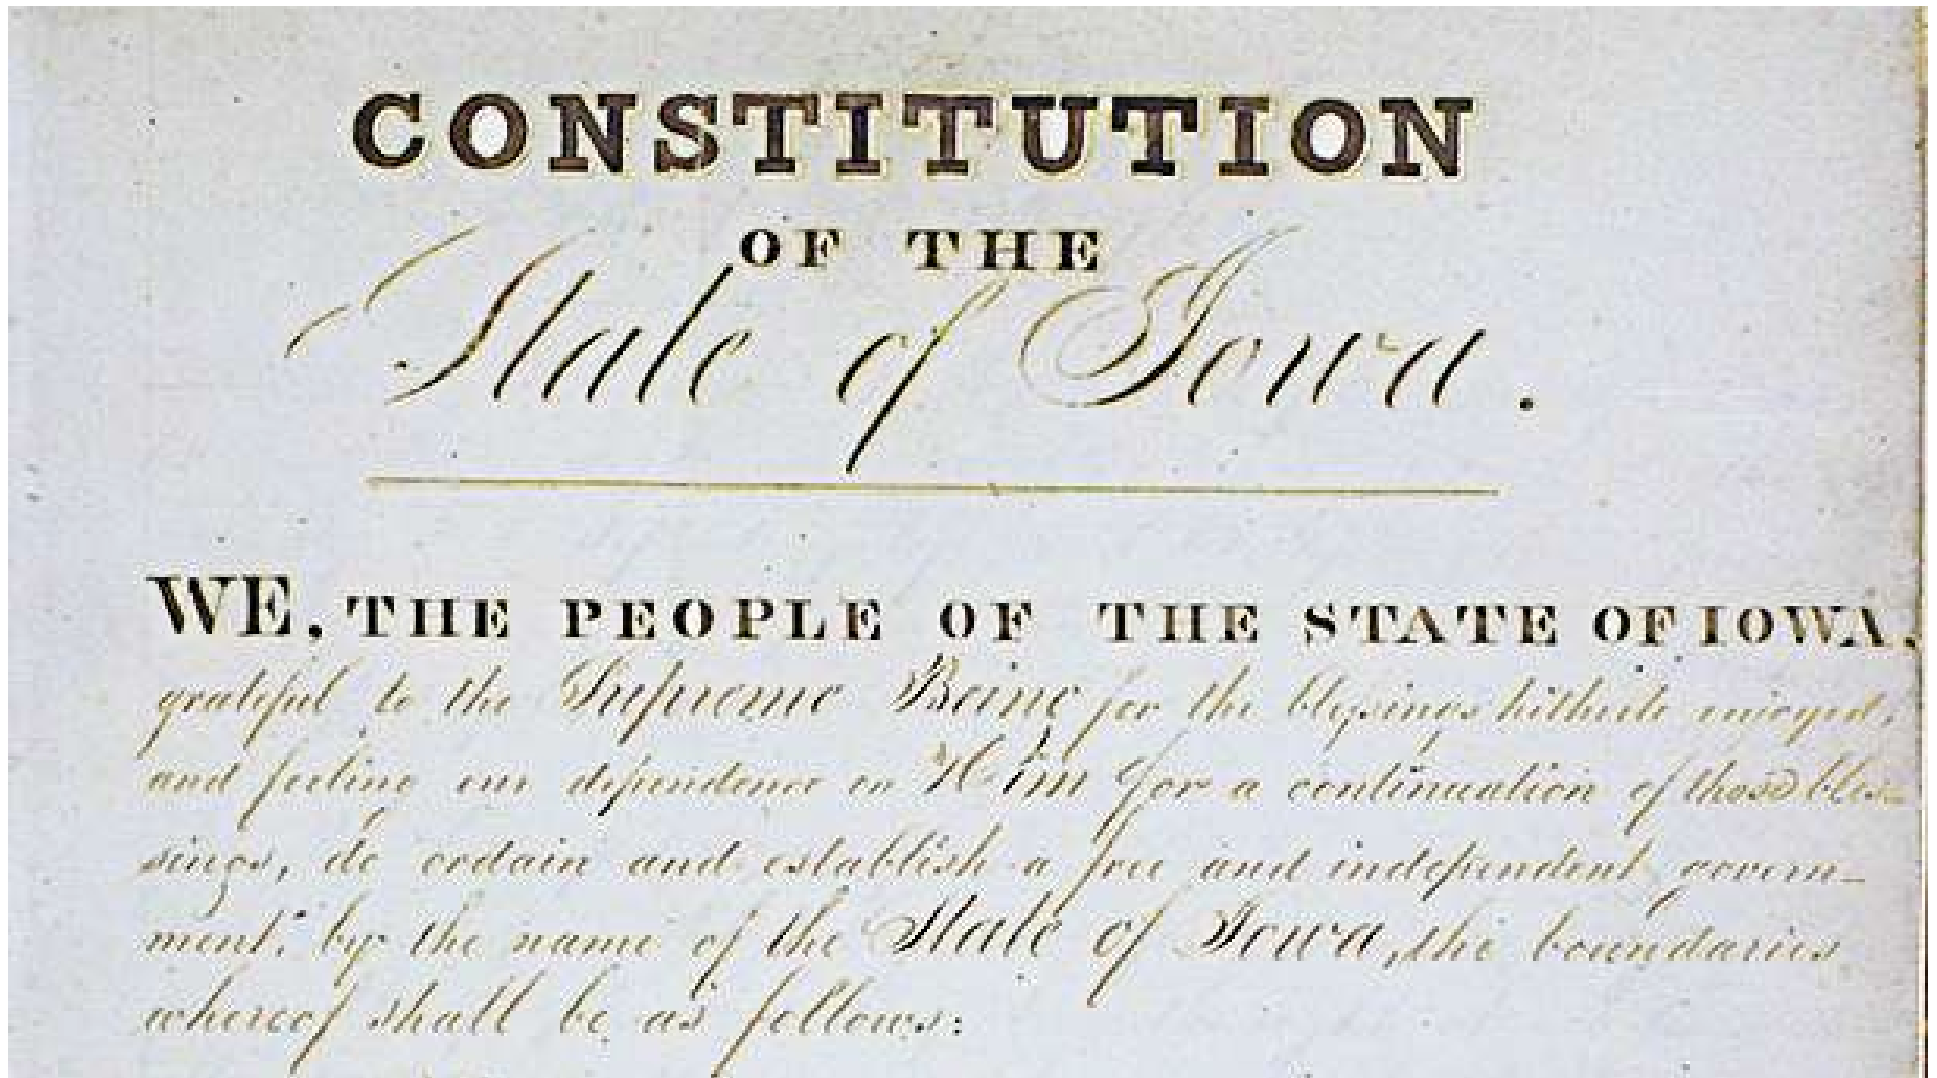 CONSTITUTION
OF THE
State of Iowa.
WE, THE PEOPLE OF THE STATE OF IOWA,
grateful to the Supreme Being for the blessings hitherto enjoyed,
and feeling our dependence on Him for a continuation of those bles-
sings, do ordain and establish a free and independent govern-
ment, by the name of the State of Iowa, the boundaries
whereof shall be as follows: